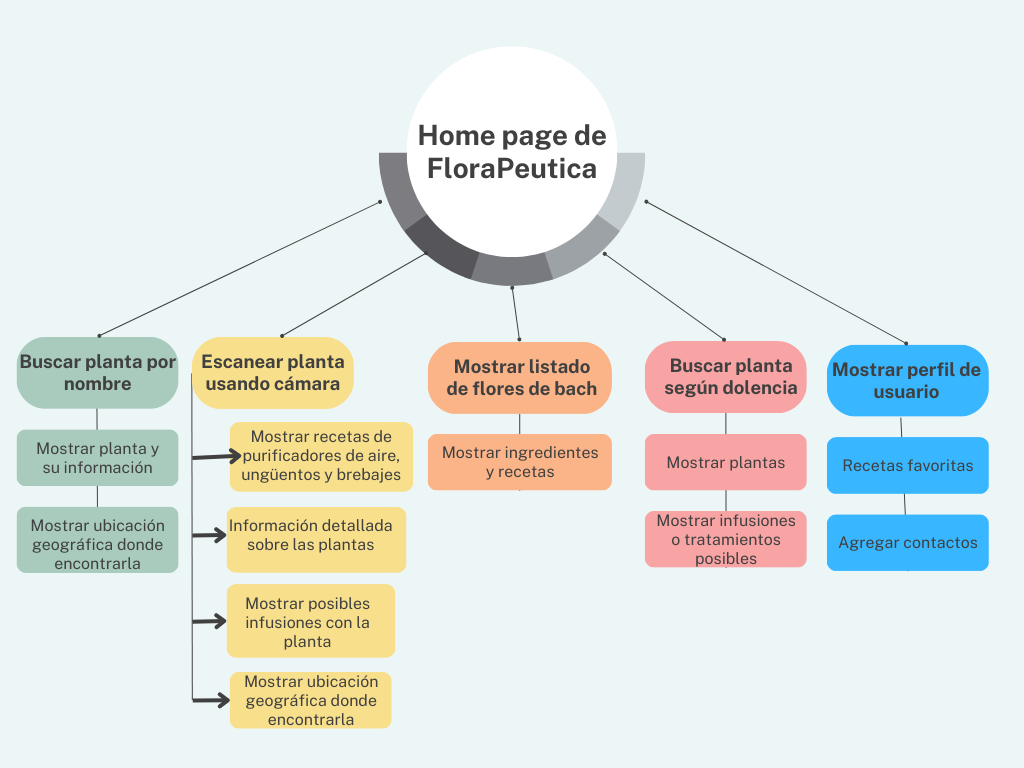 Home page de
FloraPeutica
Buscar planta por
nombre
Mostrar planta y
su información
Mostrar ubicación
geográfica donde
encontrarla
Escanear planta
usando cámara
Mostrar recetas de
purificadores de aire,
ungüentos y brebajes
Información detallada
sobre las plantas
Mostrar posibles
infusiones con la
planta
Mostrar ubicación
geográfica donde
encontrarla
Mostrar listado
de flores de bach
Mostrar ingredientes
y recetas
Buscar planta
según dolencia
Mostrar plantas
Mostrar infusiones
o tratamientos
posibles
Mostrar perfil de
usuario
Recetas favoritas
Agregar contactos